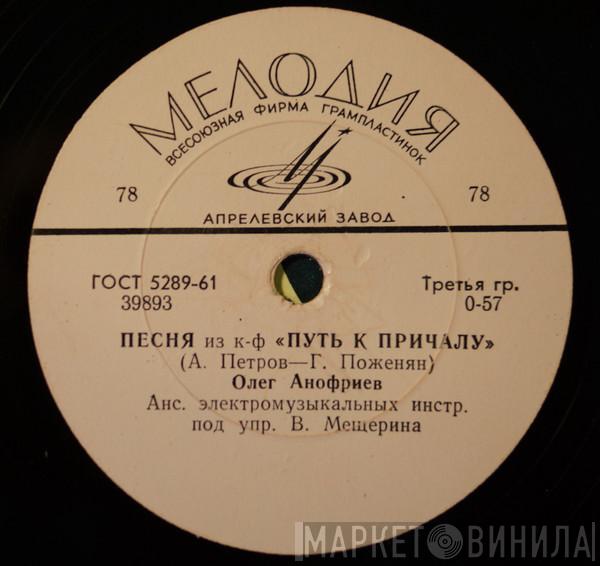 МЕЛОДИЯ
ВСЕСОЮЗНАЯ ФИРМА ГРАМПЛАСТИНОК
78
78
АПРЕЛЕВСКИЙ ЗАВОД
ГОСТ 5289-61
Третья гр.
39893
0-57
ПЕСНЯ из к-ф «ПУТЬ К ПРИЧАЛУ»
(А. Петров—Г. Поженян)
Олег Анофриев
Анс. электромузыкальных инстр.
под упр. В. Мещерина
МАРКЕТ ВИНИЛА